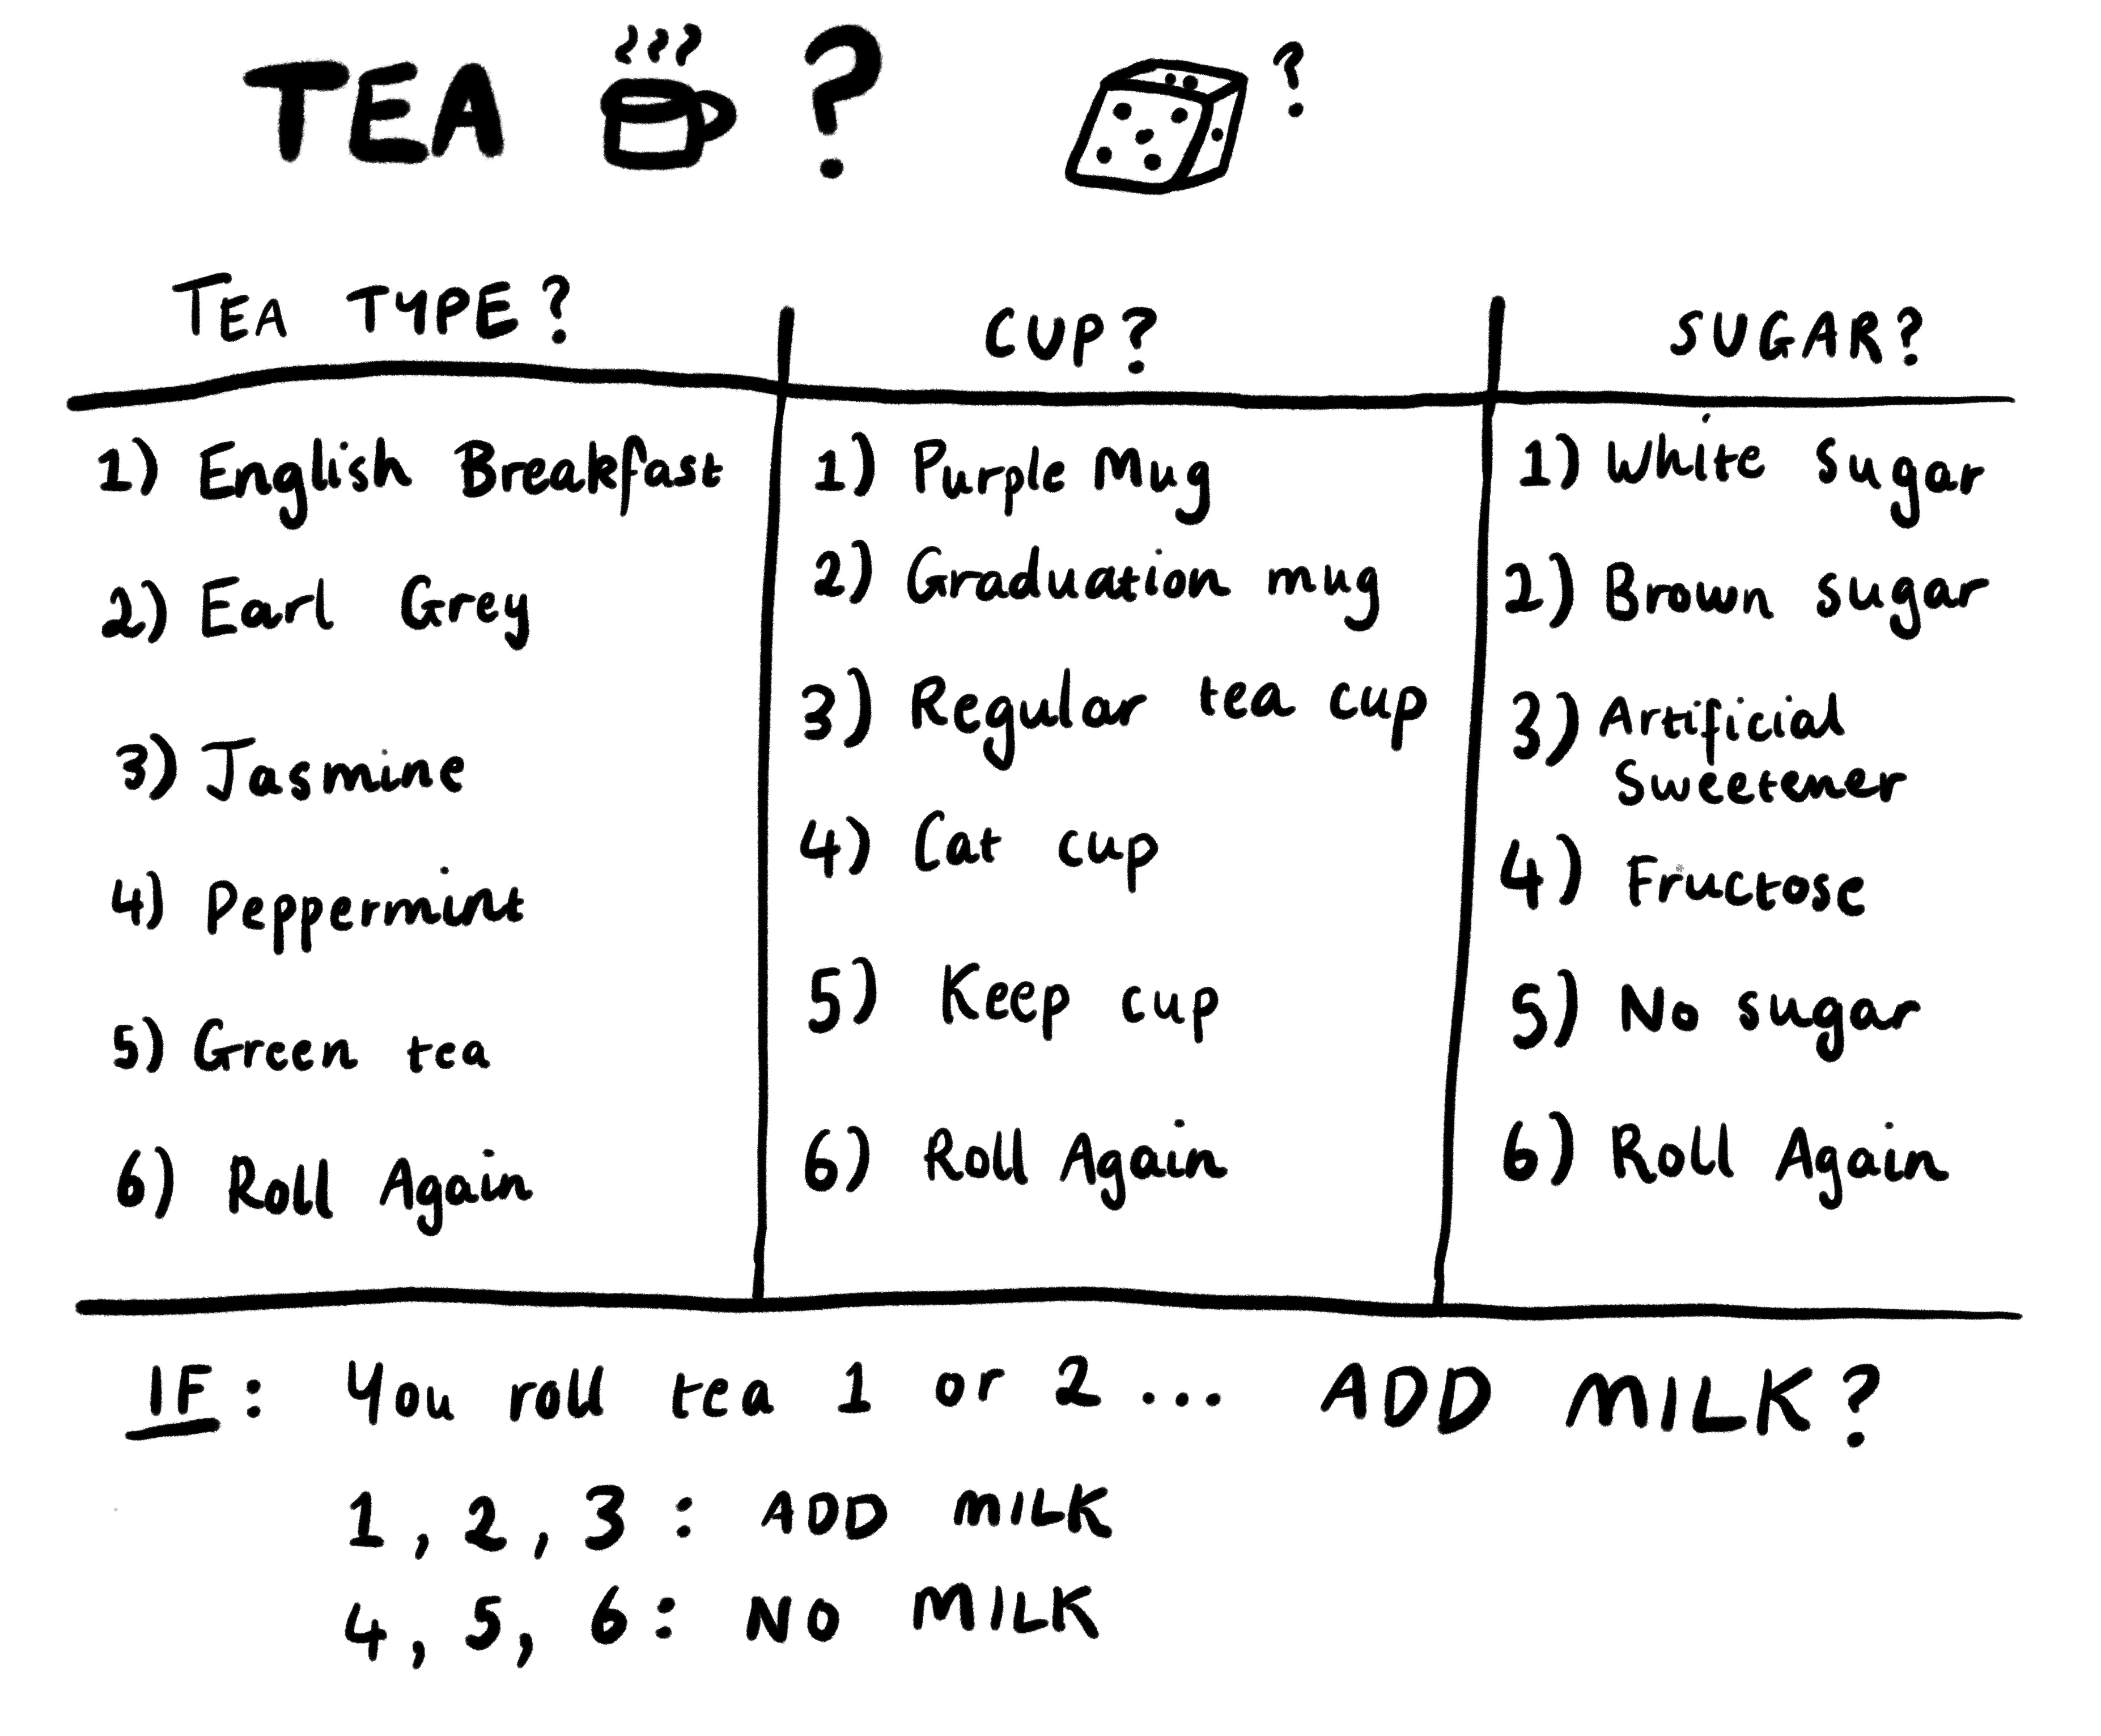 TEA ? ?
TEA TYPE?
1) English Breakfast
2) Earl Grey
3) Jasmine
4) Peppermint
5) Green tea
6) Roll Again
CUP?
1) Purple Mug
2) Graduation mug
3) Regular tea cup
4) Cat cup
5) Keep cup
6) Roll Again
SUGAR?
1) White sugar
2) Brown sugar
3) Artificial
Sweetener
4) Fructose
5) No sugar
6) Roll Again
IF: You roll tea 1 or 2... ADD MILK?
1, 2, 3: ADD MILK
4, 5, 6: NO MILK